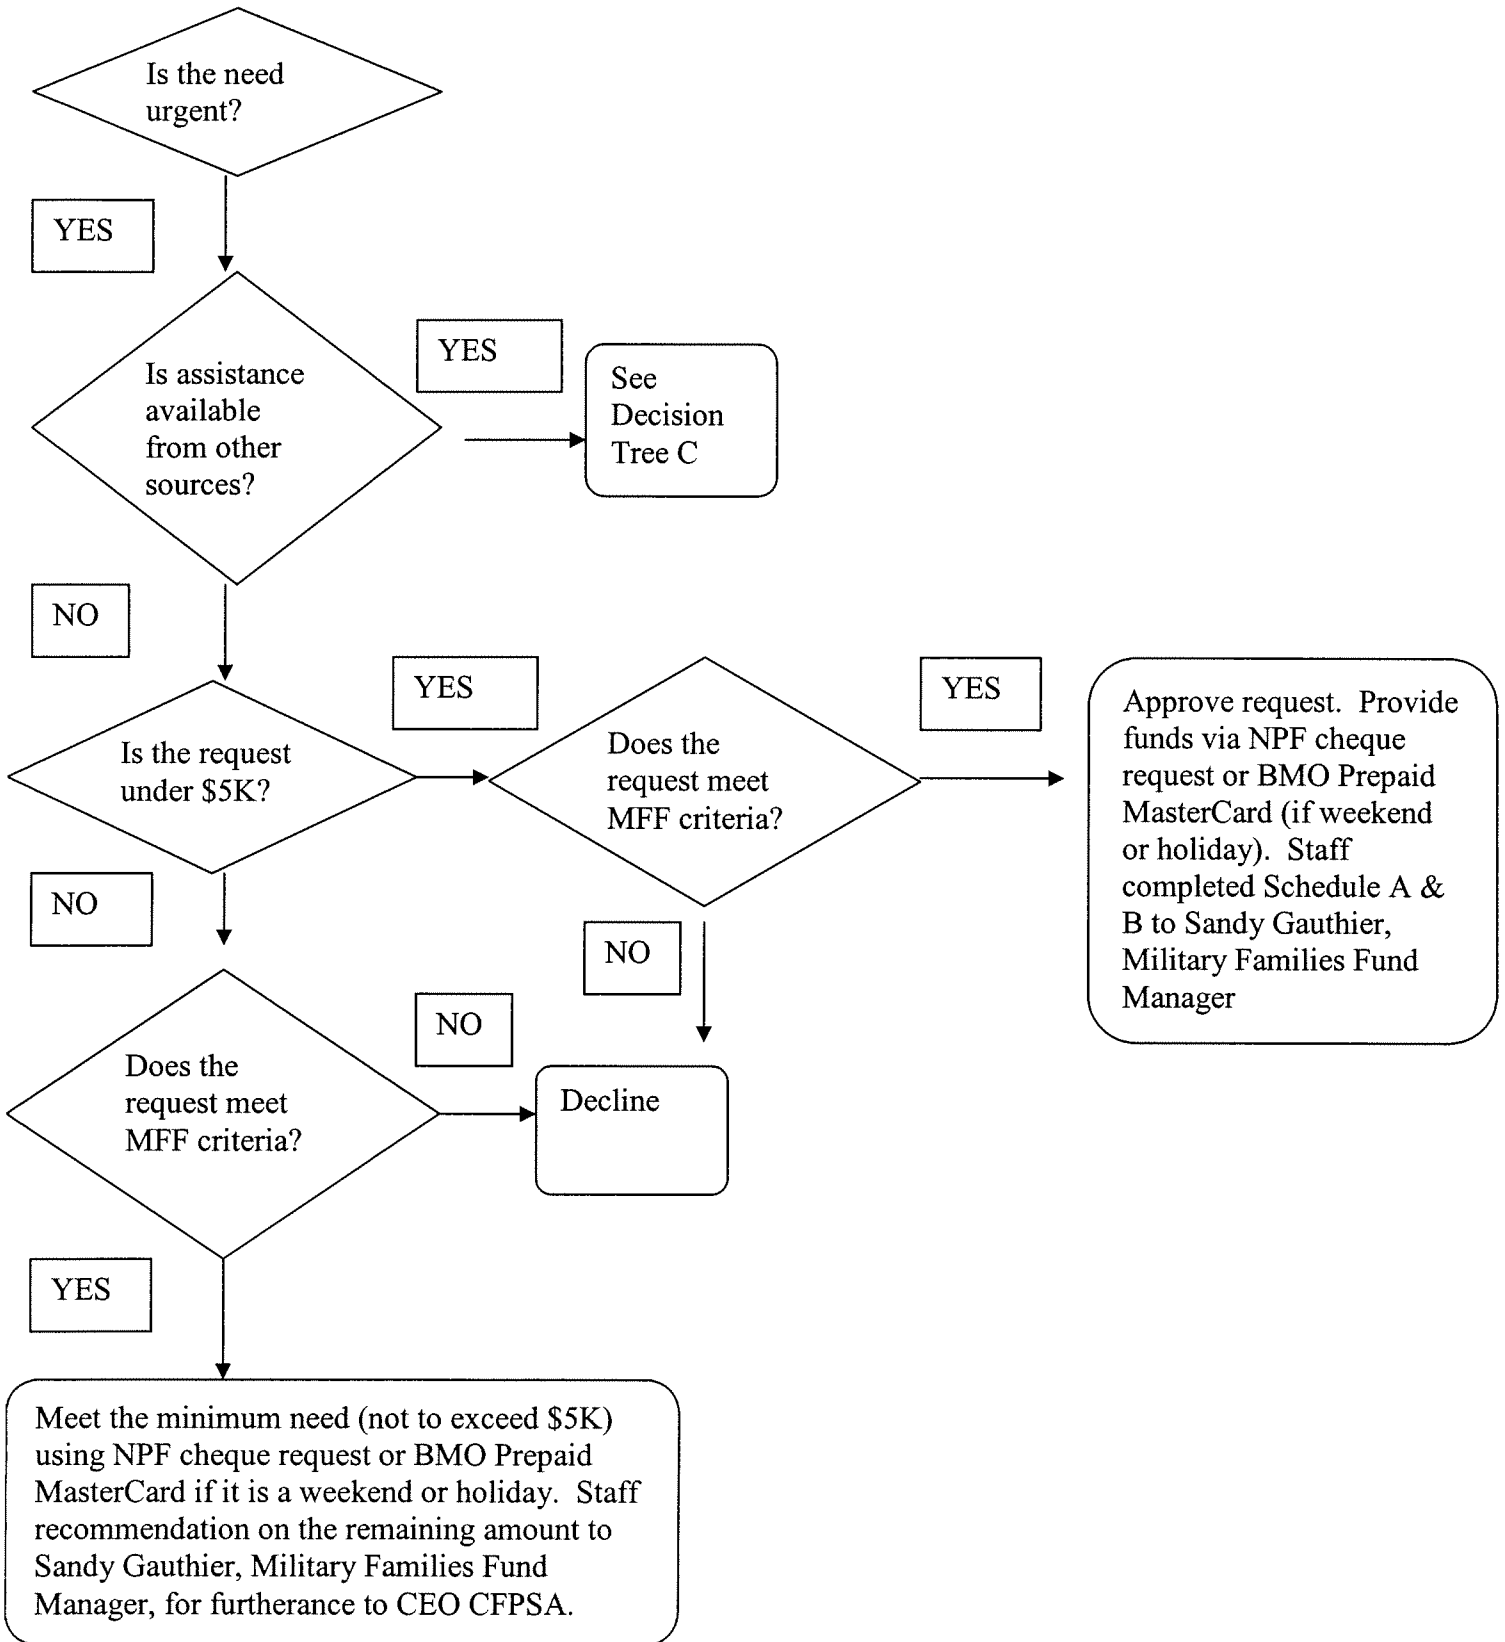 Is the need
urgent?
YES
Is assistance
available
from other
sources?
YES
See
Decision
Tree C
NO
Is the request
under $5K?
YES
Does the
request meet
MFF criteria?
YES
Approve request.  Provide
funds via NPF cheque
request or BMO Prepaid
MasterCard (if weekend
or holiday).  Staff
completed Schedule A &
B to Sandy Gauthier,
Military Families Fund
Manager
NO
NO
Does the
request meet
MFF criteria?
NO
Decline
YES
Meet the minimum need (not to exceed $5K)
using NPF cheque request or BMO Prepaid
MasterCard if it is a weekend or holiday.  Staff
recommendation on the remaining amount to
Sandy Gauthier, Military Families Fund
Manager, for furtherance to CEO CFPSA.